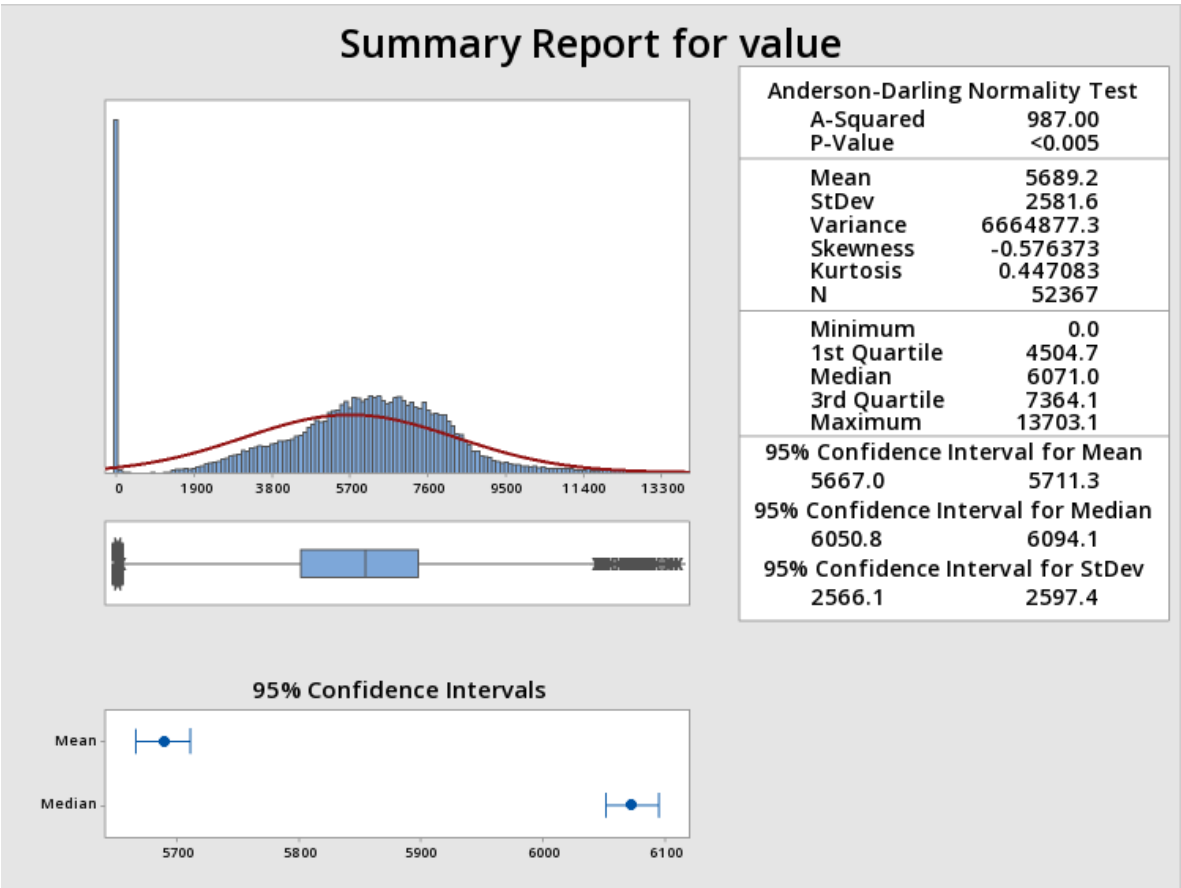 Summary Report for value
Anderson-Darling Normality Test
A-Squared 987.00
P-Value <0.005
Mean 5689.2
StDev 2581.6
Variance 6664877.3
Skewness -0.576373
Kurtosis 0.447083
N 52367
Minimum 0.0
1st Quartile 4504.7
Median 6071.0
3rd Quartile 7364.1
Maximum 13703.1
95% Confidence Interval for Mean
5667.0 5711.3
95% Confidence Interval for Median
6050.8 6094.1
95% Confidence Interval for StDev
2566.1 2597.4
0 1900 3800 5700 7600 9500 11400 13300
95% Confidence Intervals
Mean
Median
5700 5800 5900 6000 6100